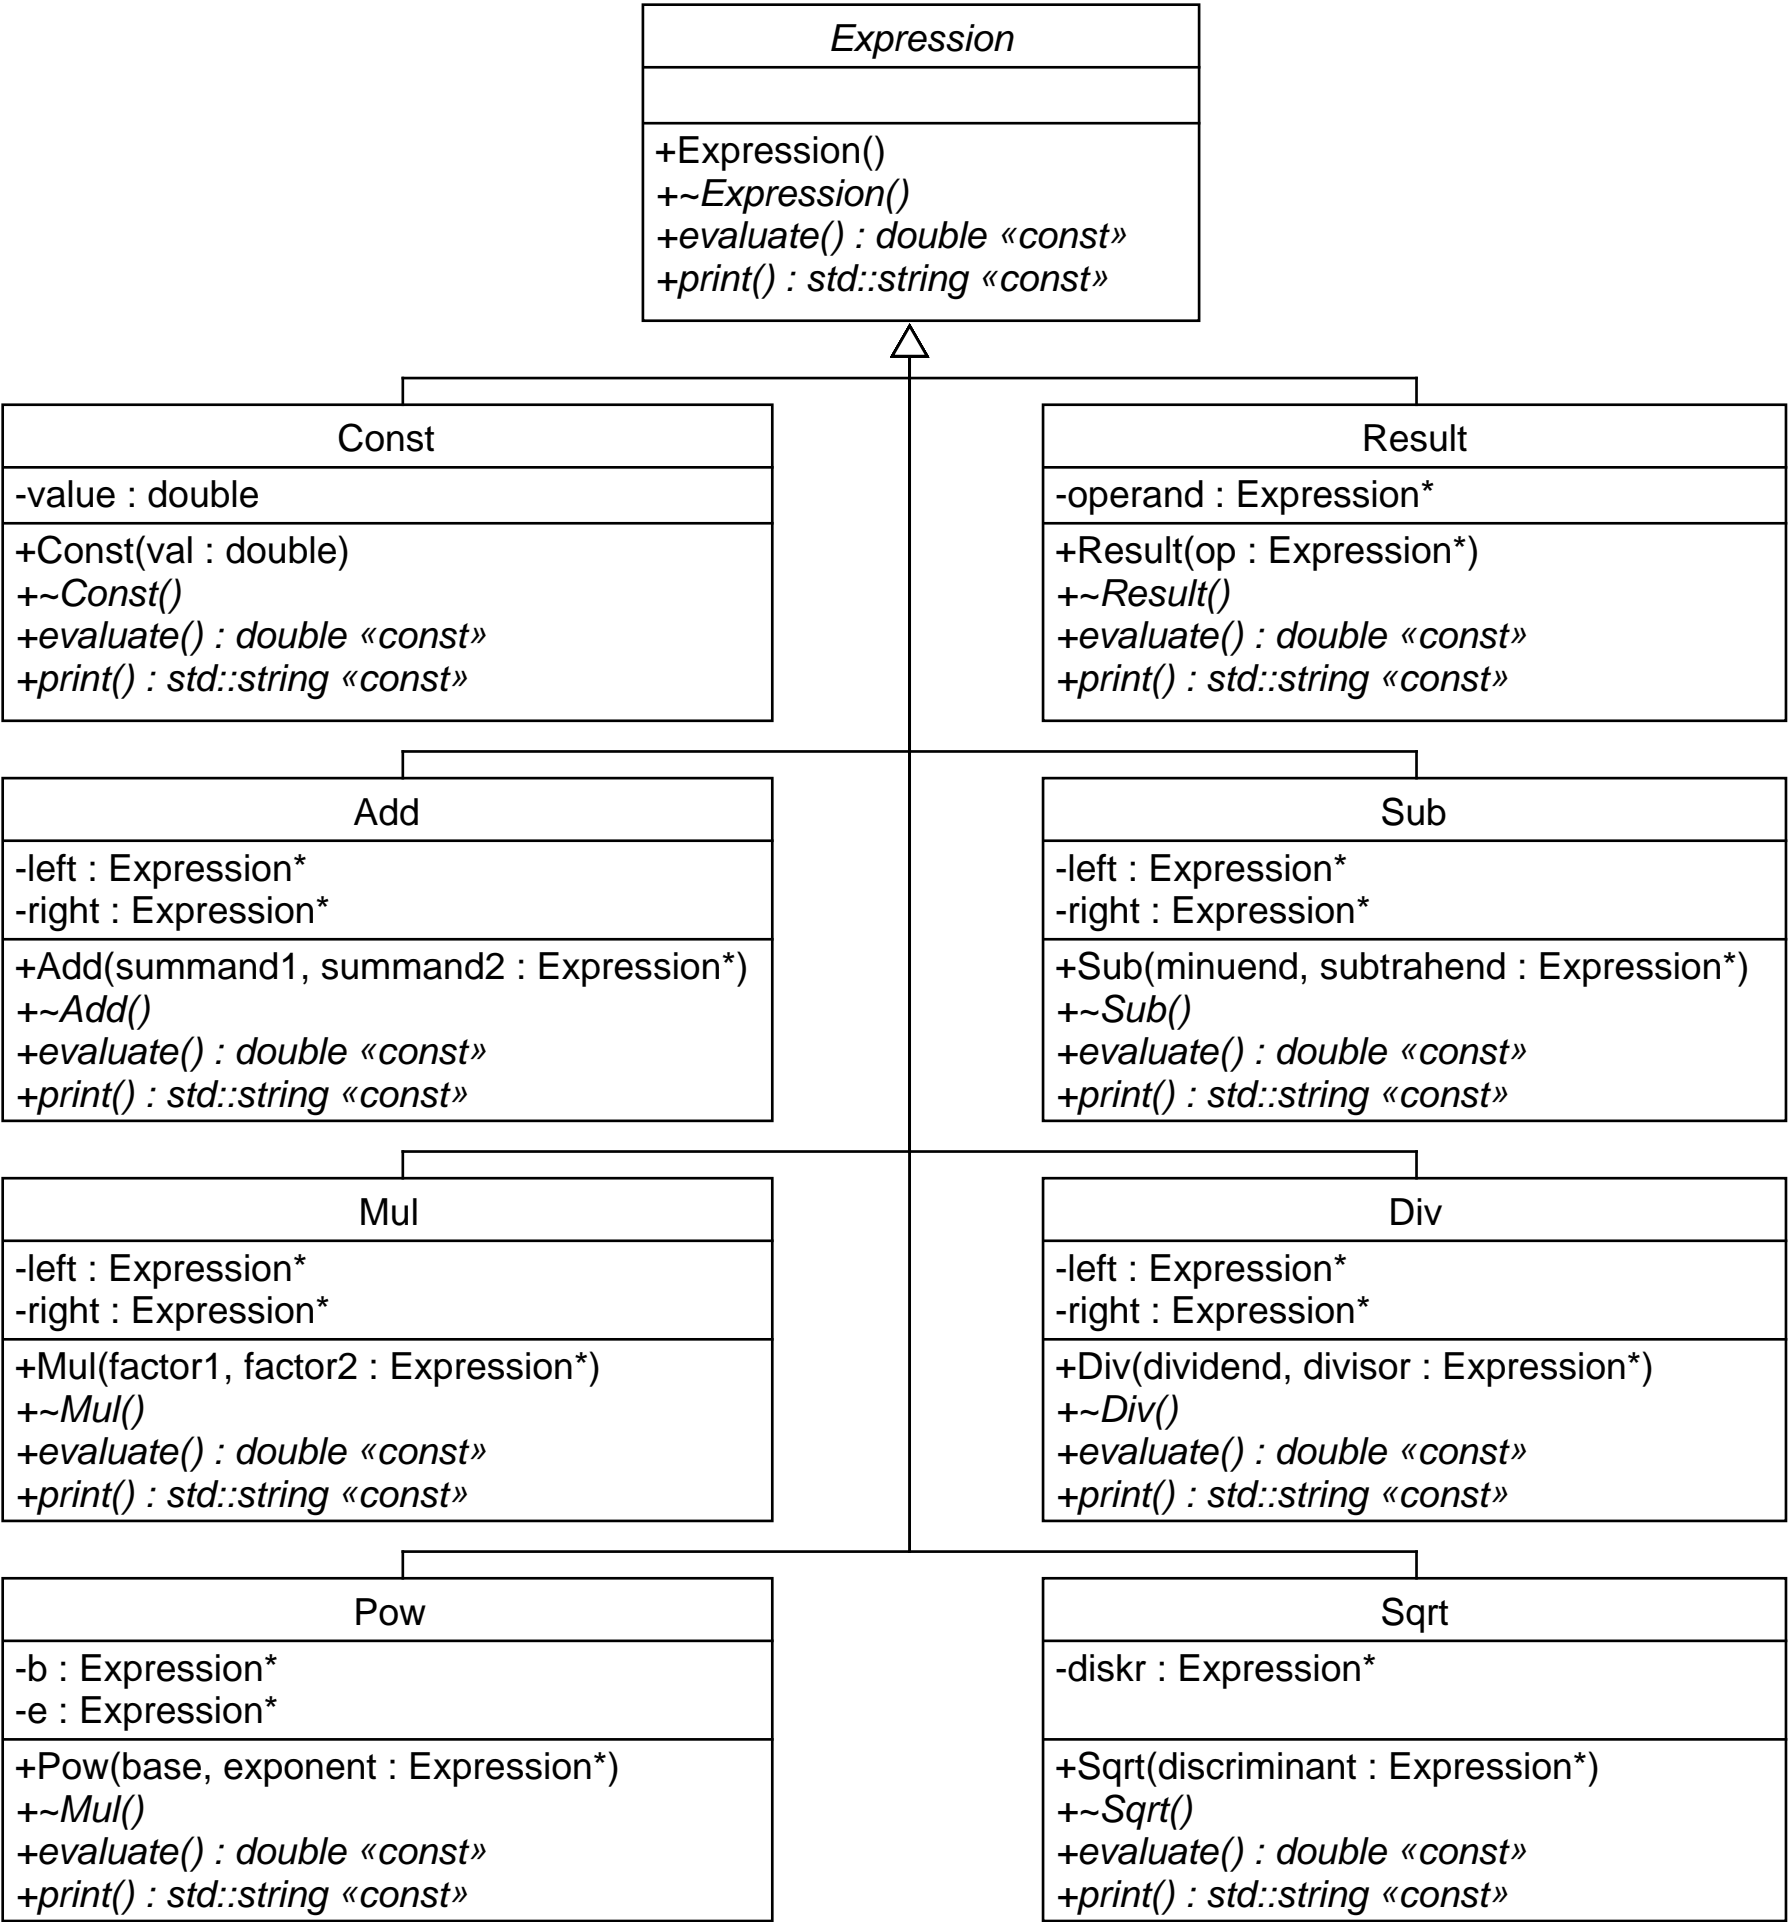 Expression
+Expression()
+~Expression()
+evaluate() : double «const»
+print() : std::string «const»
Const
-value : double
+Const(val : double)
+~Const()
+evaluate() : double «const»
+print() : std::string «const»
Result
-operand : Expression*
+Result(op : Expression*)
+~Result()
+evaluate() : double «const»
+print() : std::string «const»
Add
-left : Expression*
-right : Expression*
+Add(summand1, summand2 : Expression*)
+~Add()
+evaluate() : double «const»
+print() : std::string «const»
Sub
-left : Expression*
-right : Expression*
+Sub(minuend, subtrahend : Expression*)
+~Sub()
+evaluate() : double «const»
+print() : std::string «const»
Mul
-left : Expression*
-right : Expression*
+Mul(factor1, factor2 : Expression*)
+~Mul()
+evaluate() : double «const»
+print() : std::string «const»
Div
-left : Expression*
-right : Expression*
+Div(dividend, divisor : Expression*)
+~Div()
+evaluate() : double «const»
+print() : std::string «const»
Pow
-b : Expression*
-e : Expression*
+Pow(base, exponent : Expression*)
+~Mul()
+evaluate() : double «const»
+print() : std::string «const»
Sqrt
-diskr : Expression*
+Sqrt(discriminant : Expression*)
+~Sqrt()
+evaluate() : double «const»
+print() : std::string «const»